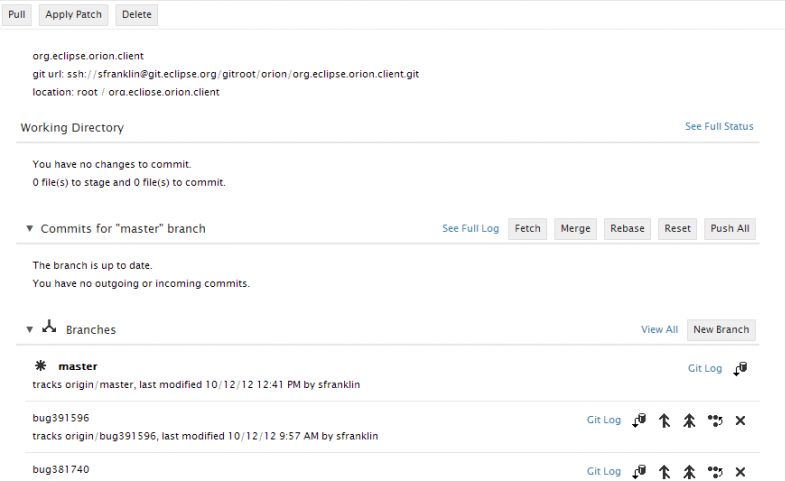 Pull Apply Patch Delete
org.eclipse.orion.client
git url: ssh://sfranklin@git.eclipse.org/gitroot/orion/org.eclipse.orion.client.git
location: root / org.eclipse.orion.client
Working Directory See Full Status
You have no changes to commit.
0 file(s) to stage and 0 file(s) to commit.
Commits for "master" branch See Full Log Fetch Merge Rebase Reset Push All
The branch is up to date.
You have no outgoing or incoming commits.
Branches View All New Branch
master Git Log
tracks origin/master, last modified 10/12/12 12:41 PM by sfranklin
bug391596 Git Log
tracks origin/bug391596, last modified 10/12/12 9:57 AM by sfranklin
bug381740 Git Log